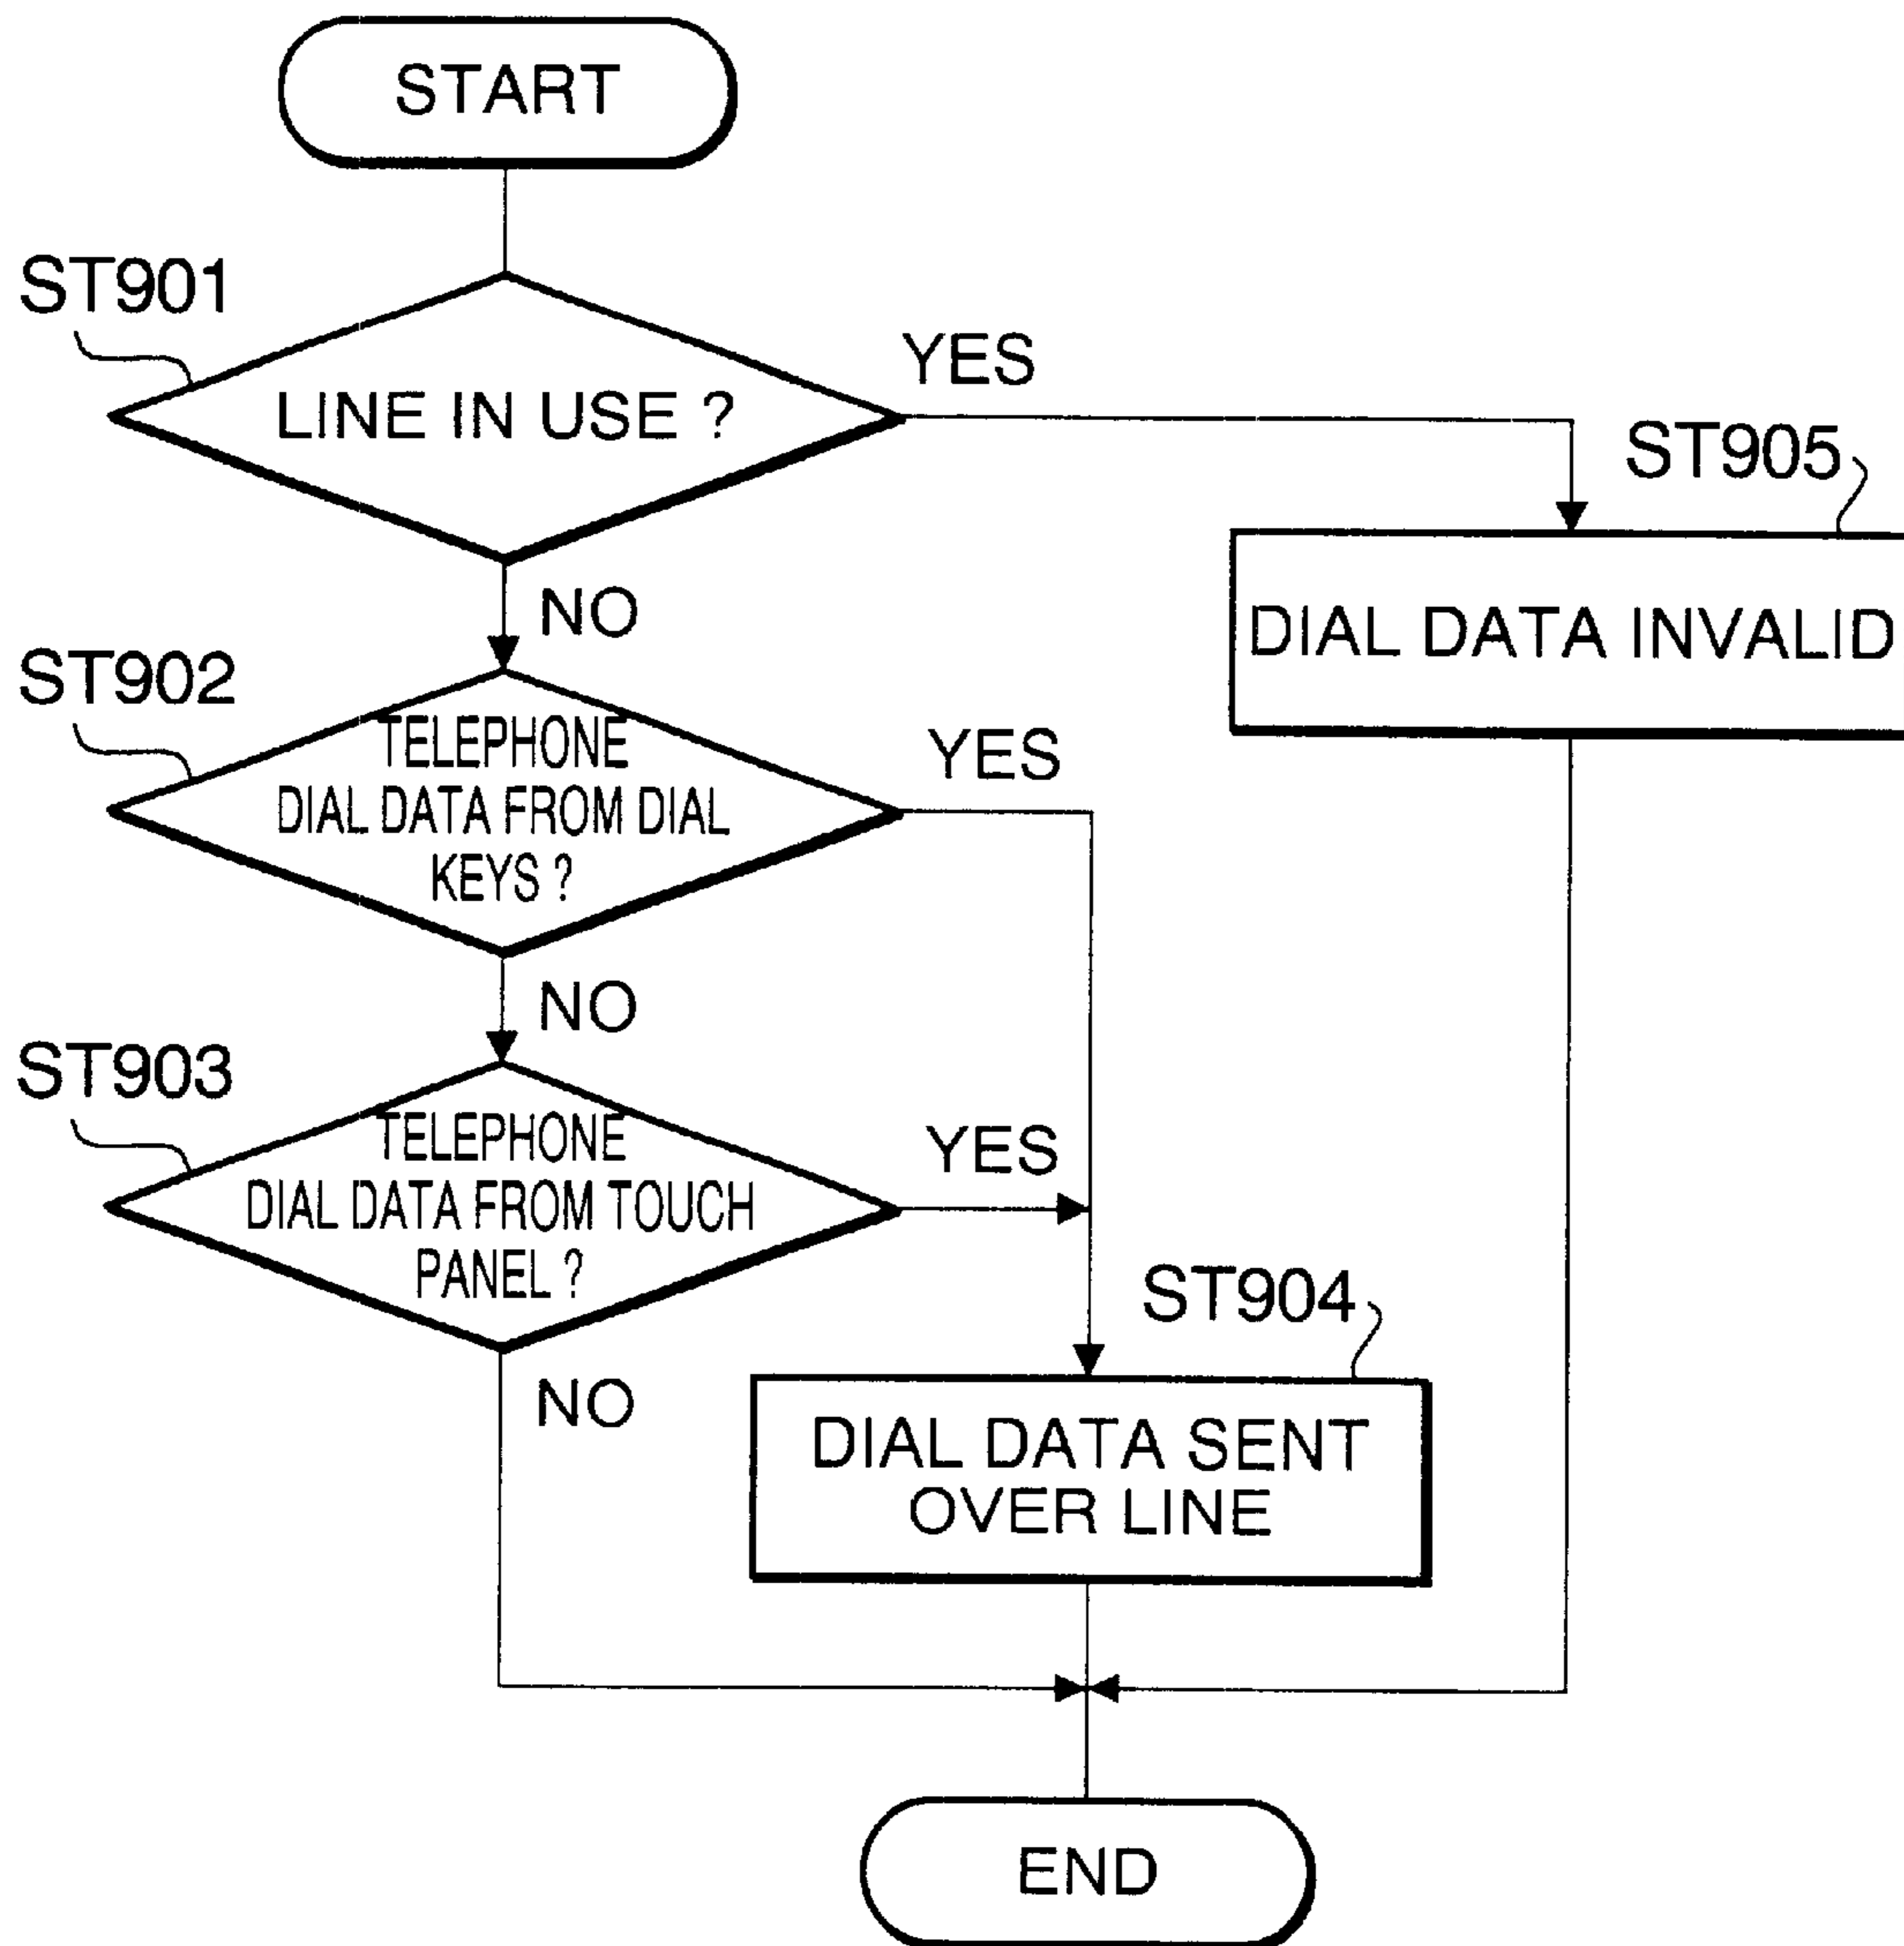 START
ST901
LINE IN USE ?
YES
ST905
DIAL DATA INVALID
NO
ST902
TELEPHONE
DIAL DATA FROM DIAL
KEYS ?
YES
NO
ST903
TELEPHONE
DIAL DATA FROM TOUCH
PANEL ?
YES
ST904
NO
DIAL DATA SENT
OVER LINE
END